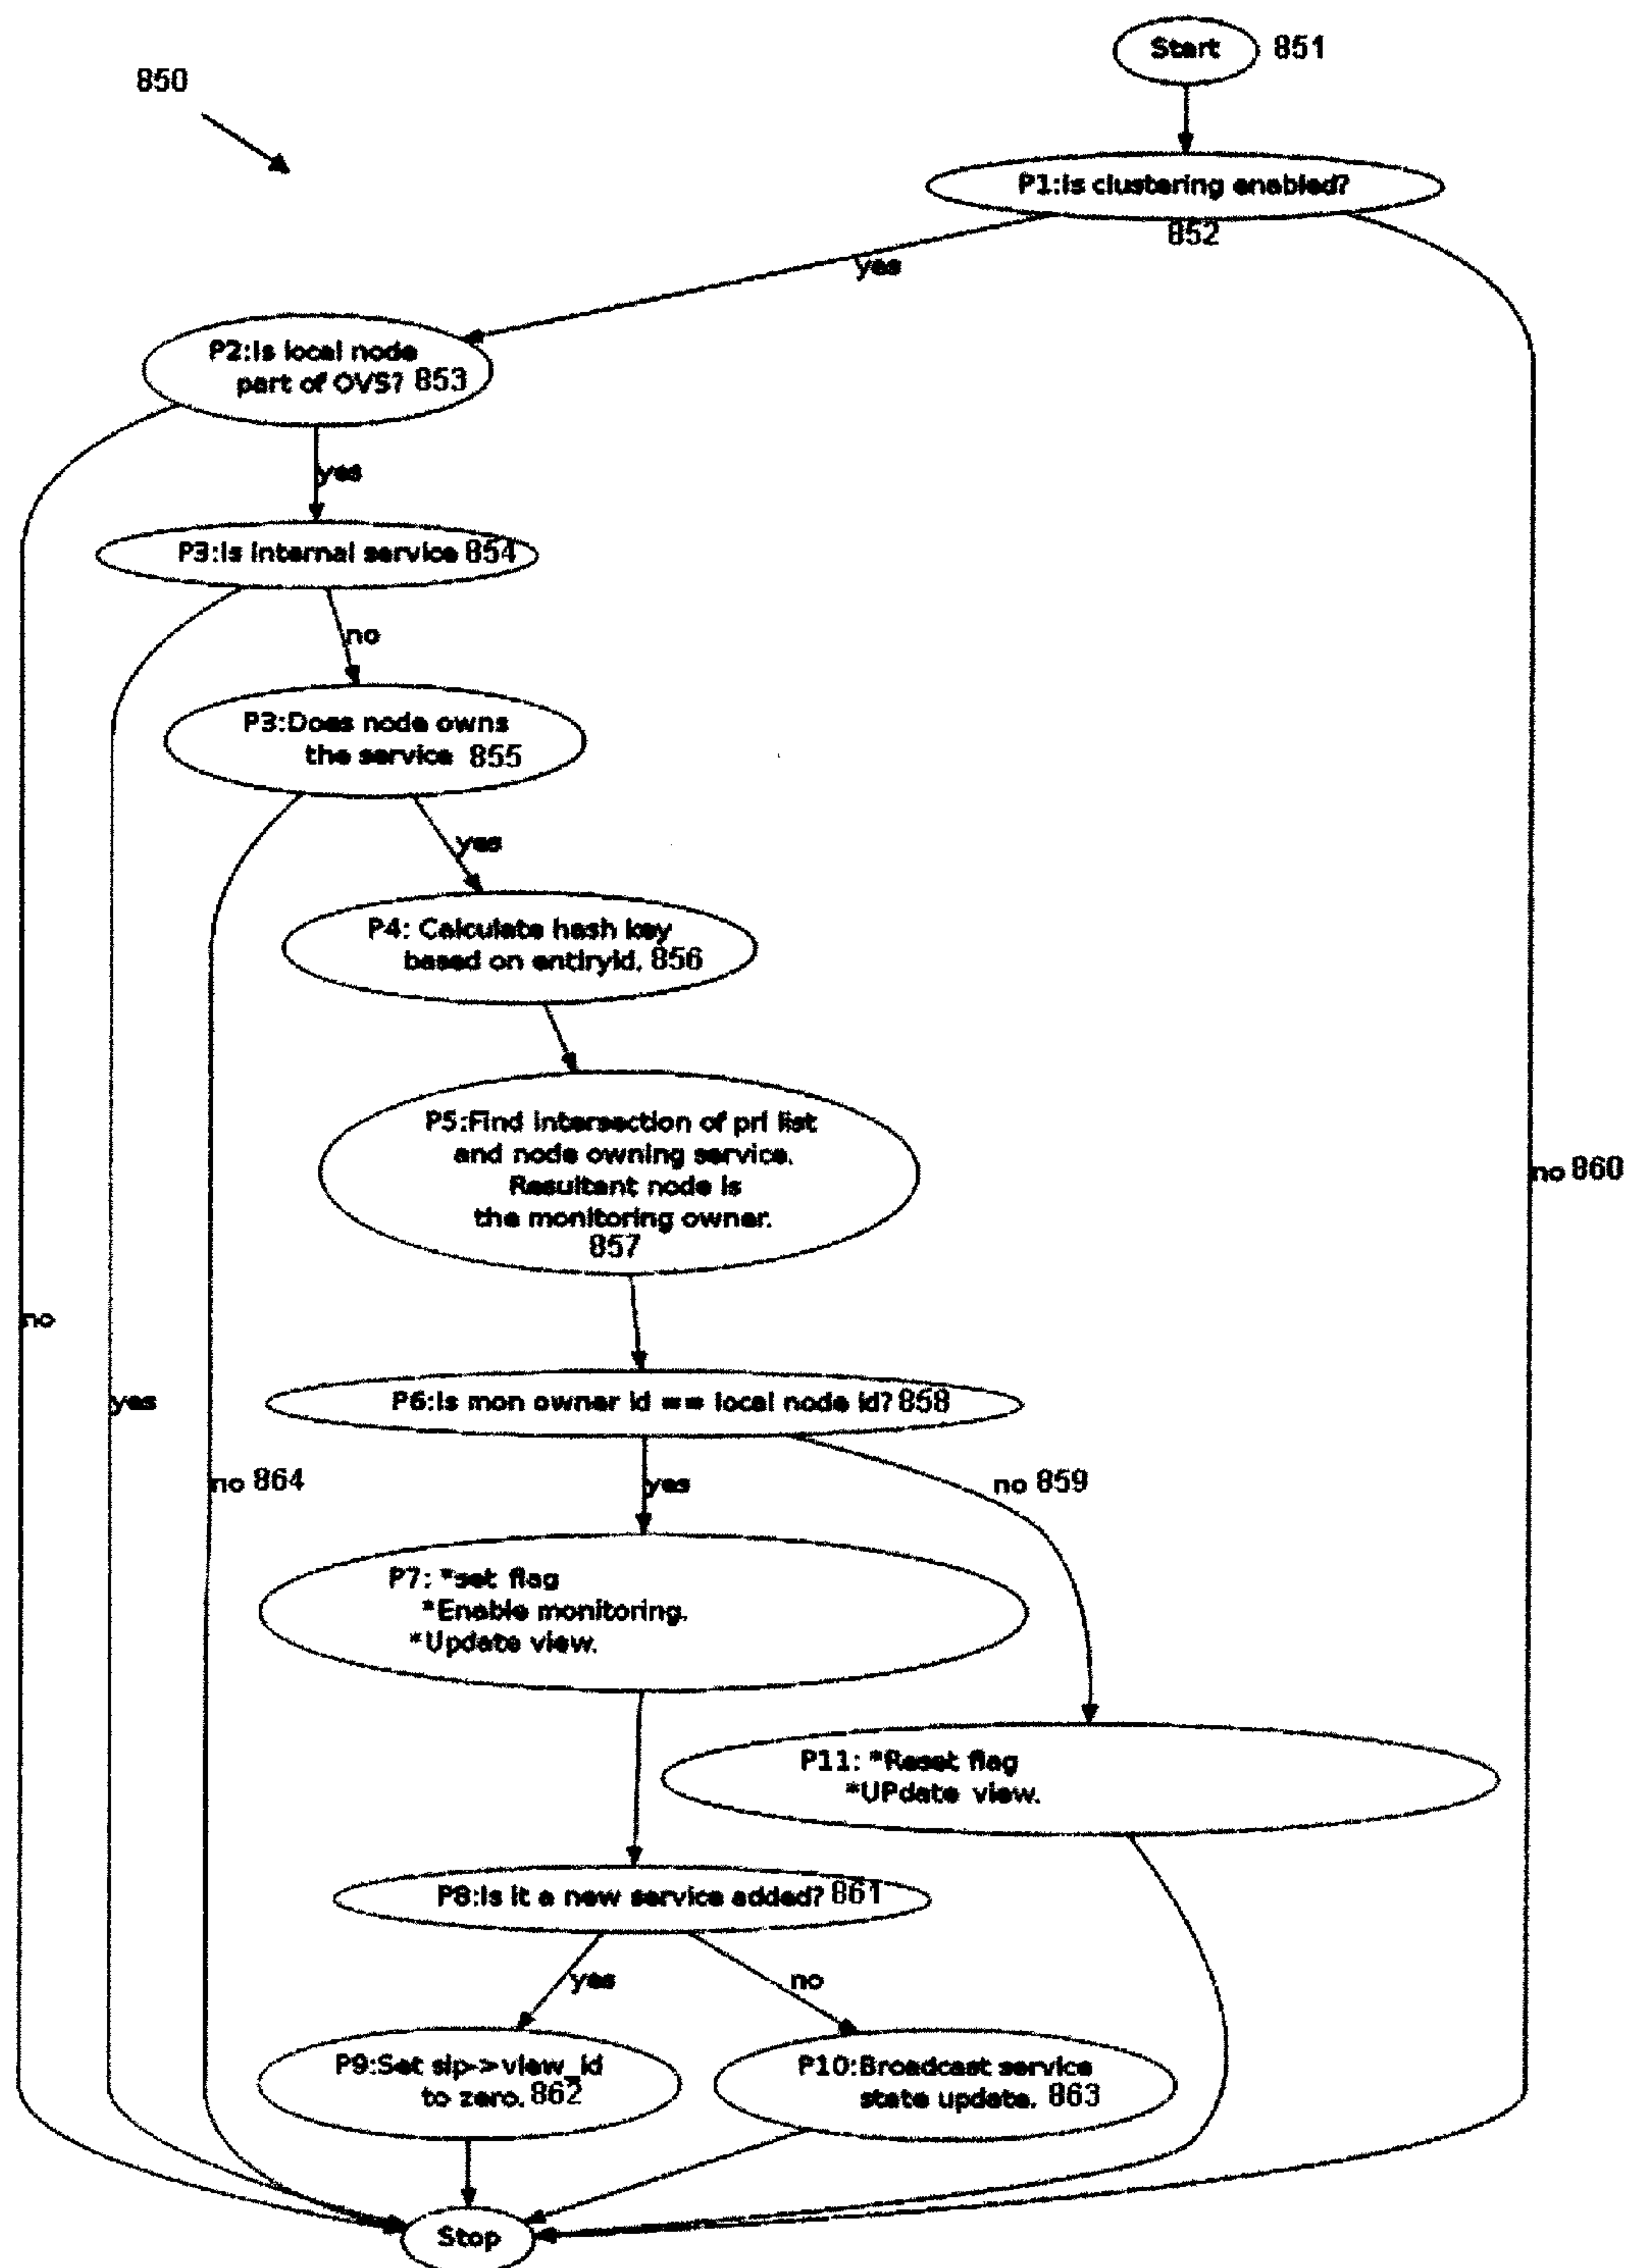 Start 851
850
P1:Is clustering enabled?
852
yes
P2:Is local node
part of OVS? 853
yes
P3:Is internal service 854
no
P3:Does node owns
the service 855
yes
P4: Calculate hash key
based on entiryid. 856
P5:Find intersection of prl list
and node owning service.
Resultant node is
the monitoring owner.
857
no 860
no
yes
P6:Is mon owner id == local node id? 858
no 864
yes
no 859
P7: *set flag
*Enable monitoring.
*Update view.
P11: *Reset flag
*UPdate view.
P8:Is it a new service added? 861
yes
no
P9:Set sip->view_id
to zero. 862
P10:Broadcast service
state update. 863
Stop